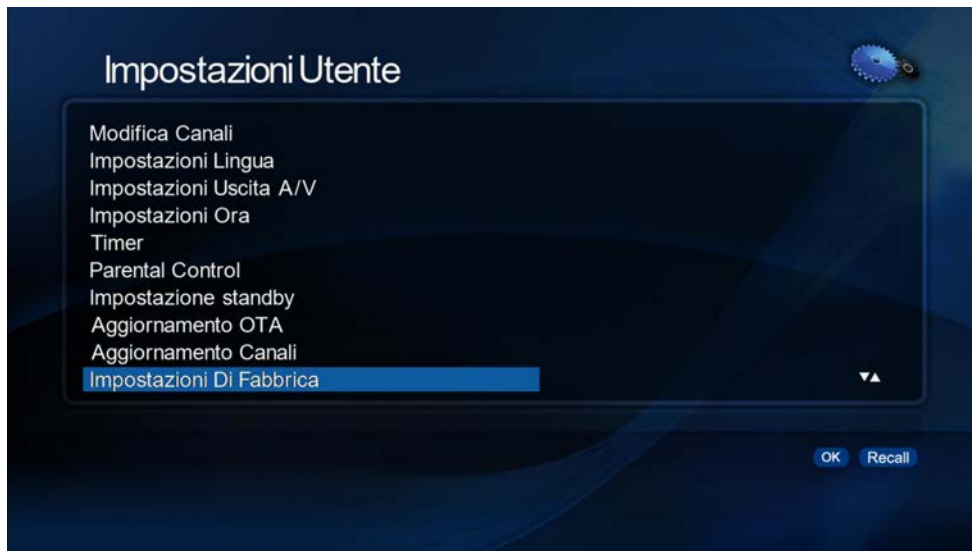 Impostazioni Utente
Modifica Canali
Impostazioni Lingua
Impostazioni Uscita A/V
Impostazioni Ora
Timer
Parental Control
Impostazione standby
Aggiornamento OTA
Aggiornamento Canali
Impostazioni Di Fabbrica
OK Recall